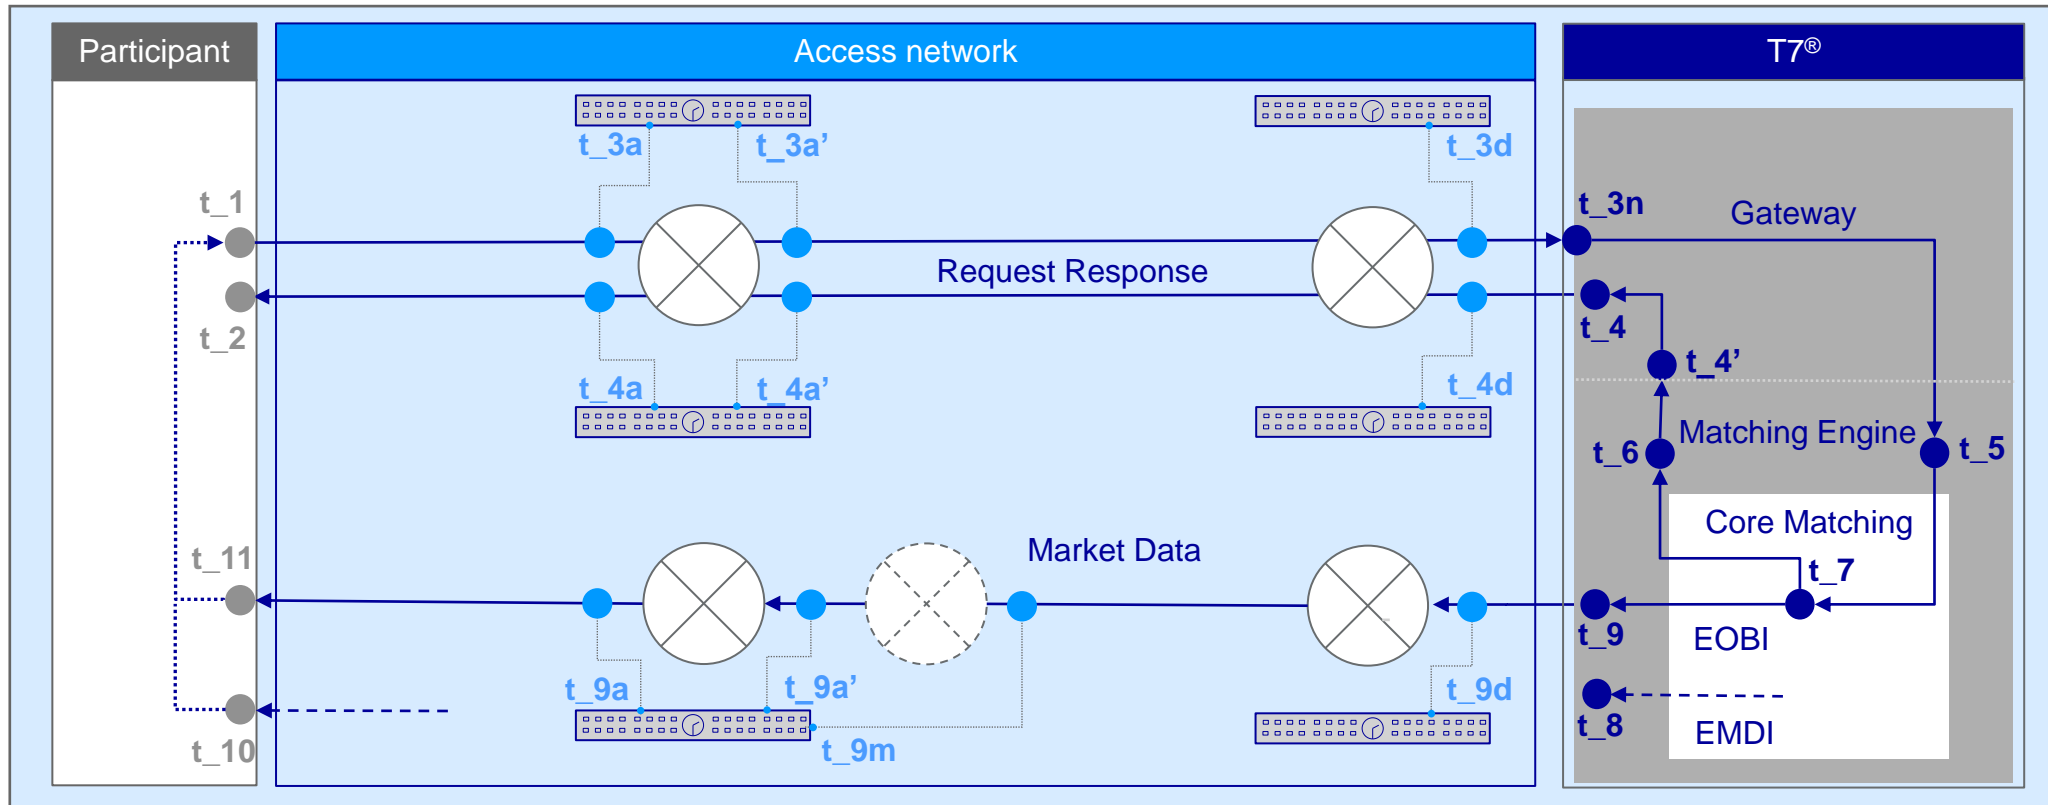 Participant
Access network
T7®
t_3a
t_3a’
t_3d
t_1
t_3n
Gateway
Request Response
t_2
t_4
t_4’
t_4a
t_4a’
t_4d
Matching Engine
t_6
t_5
Core Matching
Market Data
t_11
t_7
t_9
EOBI
t_9a
t_9a’
t_9d
t_10
t_9m
t_8
EMDI